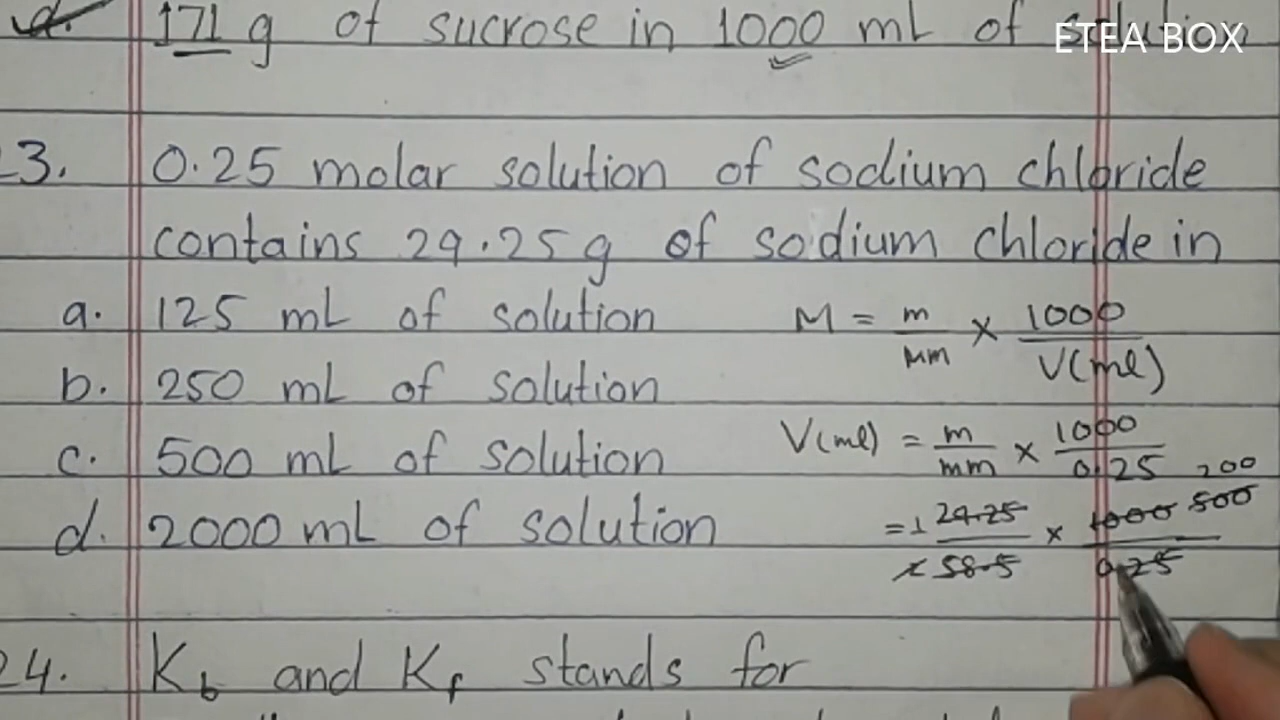 d. 171 g of sucrose in 1000 mL of solution
ETEA BOX
23. 0.25 molar solution of sodium chloride
contains 29.25 g of sodium chloride in
a. 125 mL of solution
b. 250 mL of solution
c. 500 mL of solution
d. 2000 mL of solution
M = m/Mm × 1000/V(ml)
V(ml) = m/mm × 1000/0.25
200
= 1 29.25/2 58.5 × 1000 500/0.25
24. Kb and Kf stands for